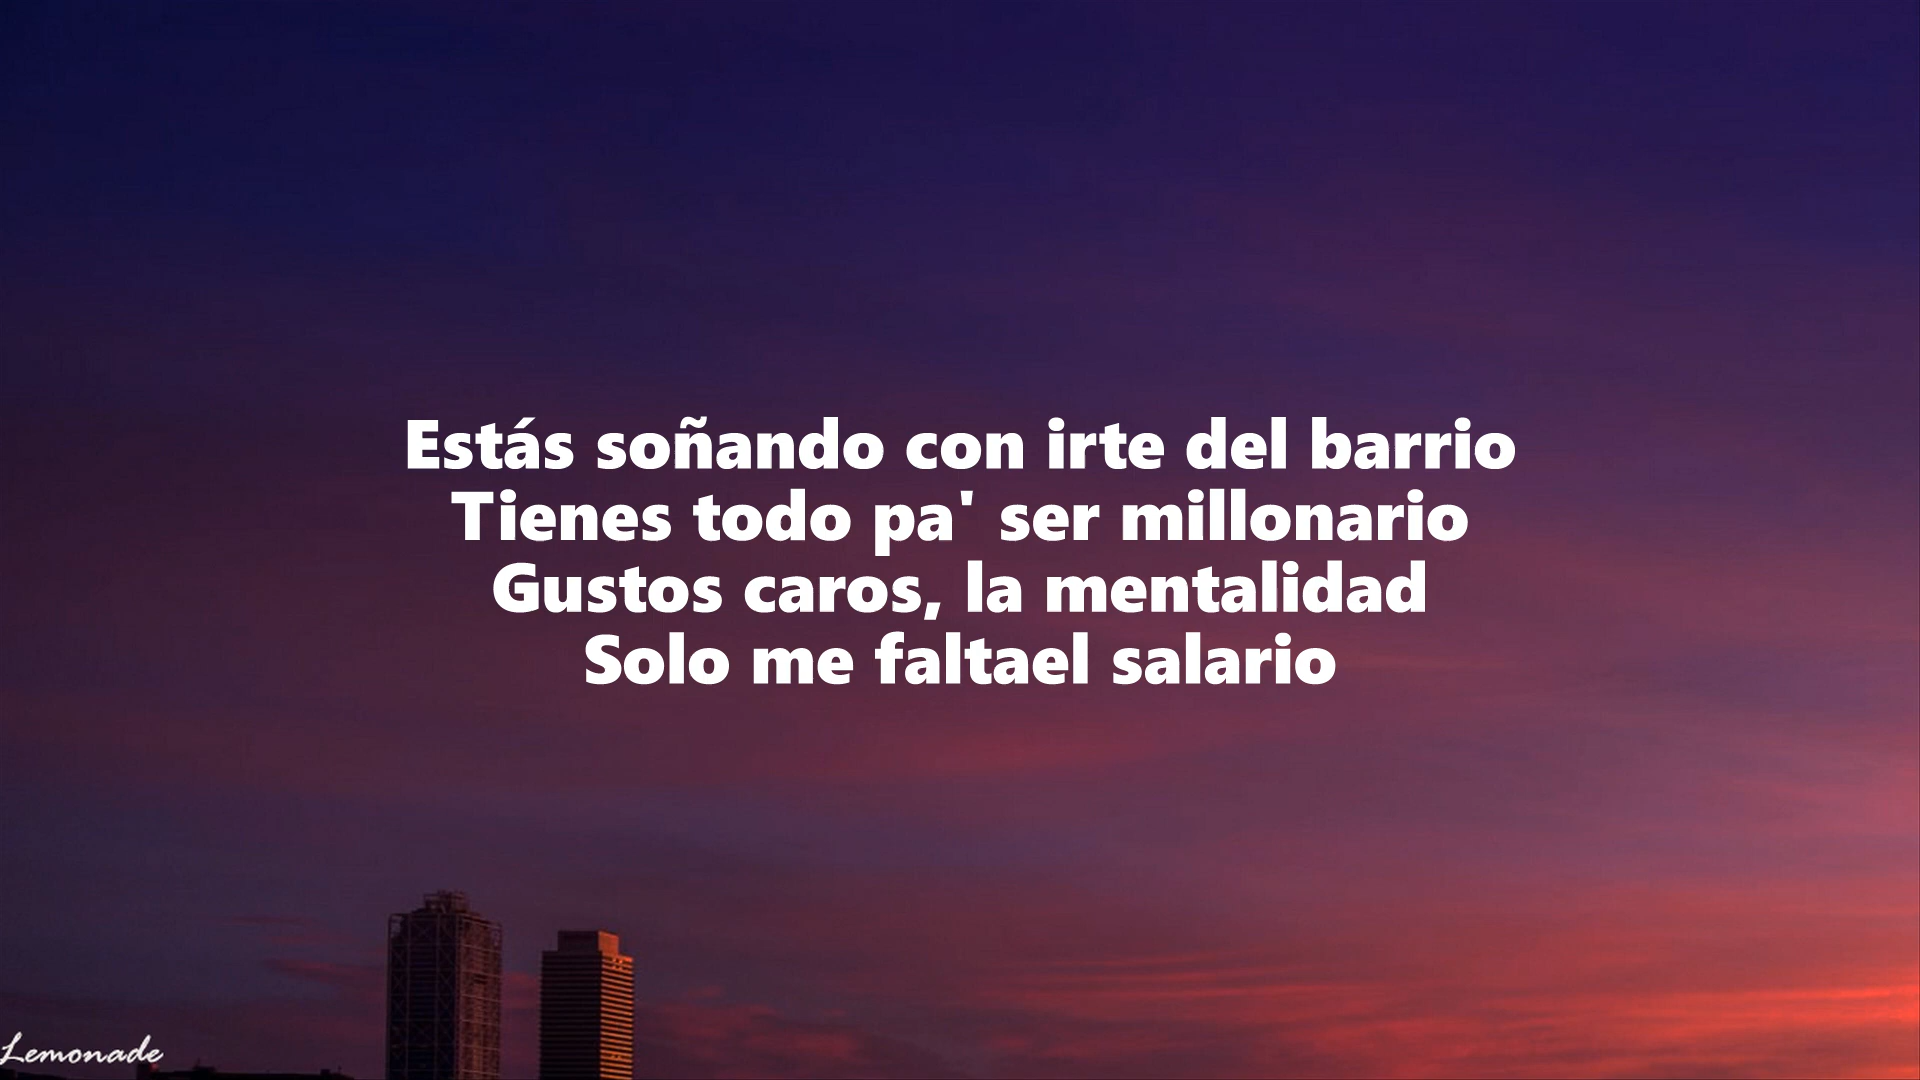 Estás soñando con irte del barrio
Tienes todo pa' ser millonario
Gustos caros, la mentalidad
Solo me faltael salario
Lemonade